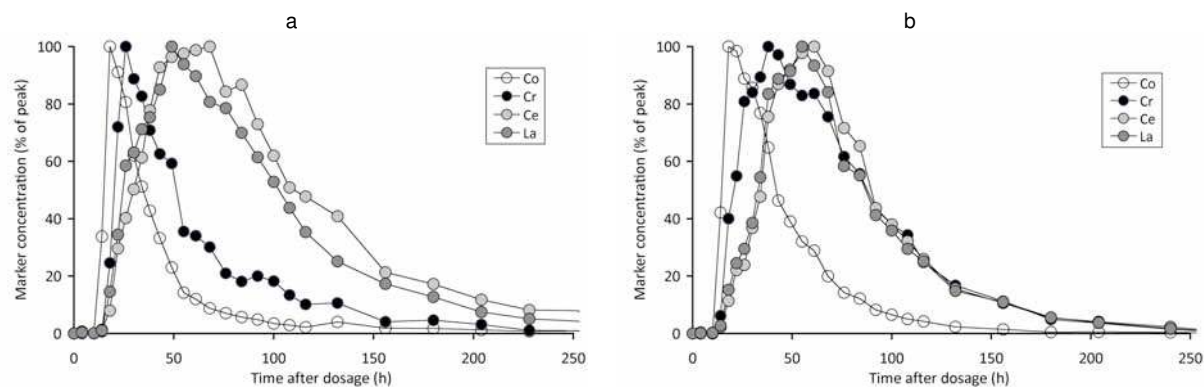 a
Marker concentration (% of peak)
100
80
60
40
20
0
Co
Cr
Ce
La
0 50 100 150 200 250
Time after dosage (h)
b
Marker concentration (% of peak)
100
80
60
40
20
0
Co
Cr
Ce
La
0 50 100 150 200 250
Time after dosage (h)